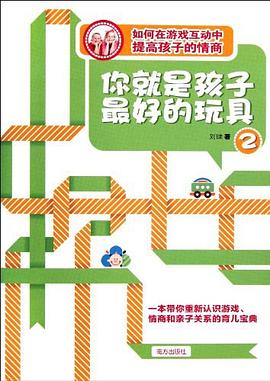 如何在游戏互动中
提高孩子的情商
你就是孩子
最好的玩具
2
刘继 著
一本带你重新认识游戏、
情商和亲子关系的育儿宝典
南方出版社